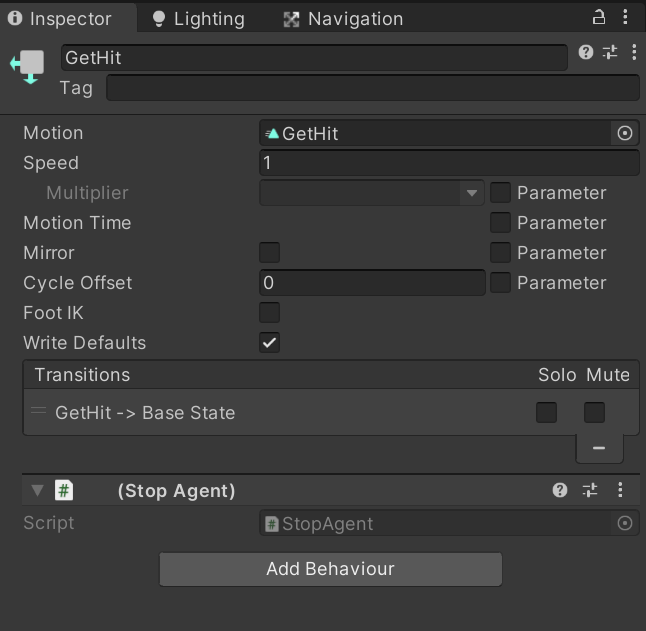 Inspector Lighting Navigation
GetHit
Tag
Motion GetHit
Speed 1
Multiplier Parameter
Motion Time Parameter
Mirror Parameter
Cycle Offset 0 Parameter
Foot IK
Write Defaults
Transitions Solo Mute
GetHit -> Base State
# (Stop Agent)
Script # StopAgent
Add Behaviour